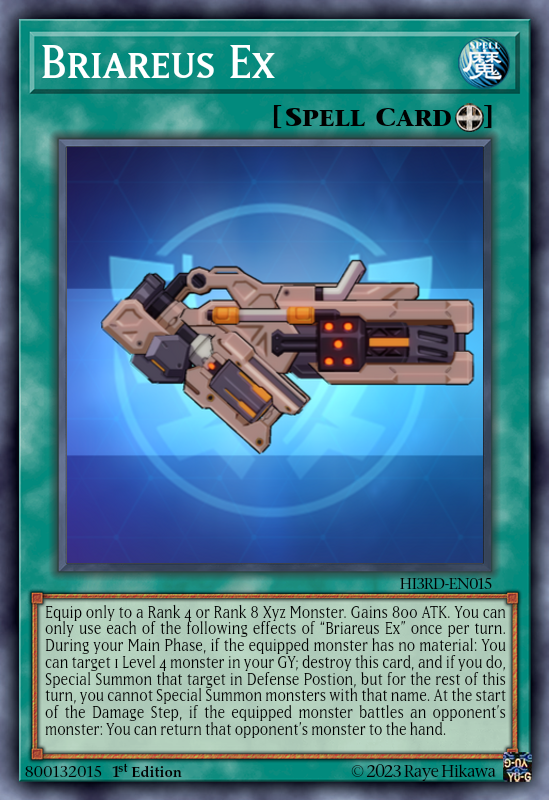 Briareus Ex
SPELL
魔
[Spell Card]
HI3RD-EN015
Equip only to a Rank 4 or Rank 8 Xyz Monster. Gains 800 ATK. You can
only use each of the following effects of “Briareus Ex” once per turn.
During your Main Phase, if the equipped monster has no material: You
can target 1 Level 4 monster in your GY; destroy this card, and if you do,
Special Summon that target in Defense Postion, but for the rest of this
turn, you cannot Special Summon monsters with that name. At the start
of the Damage Step, if the equipped monster battles an opponent's
monster: You can return that opponent's monster to the hand.
800132015 1st Edition
© 2023 Raye Hikawa
YU-G